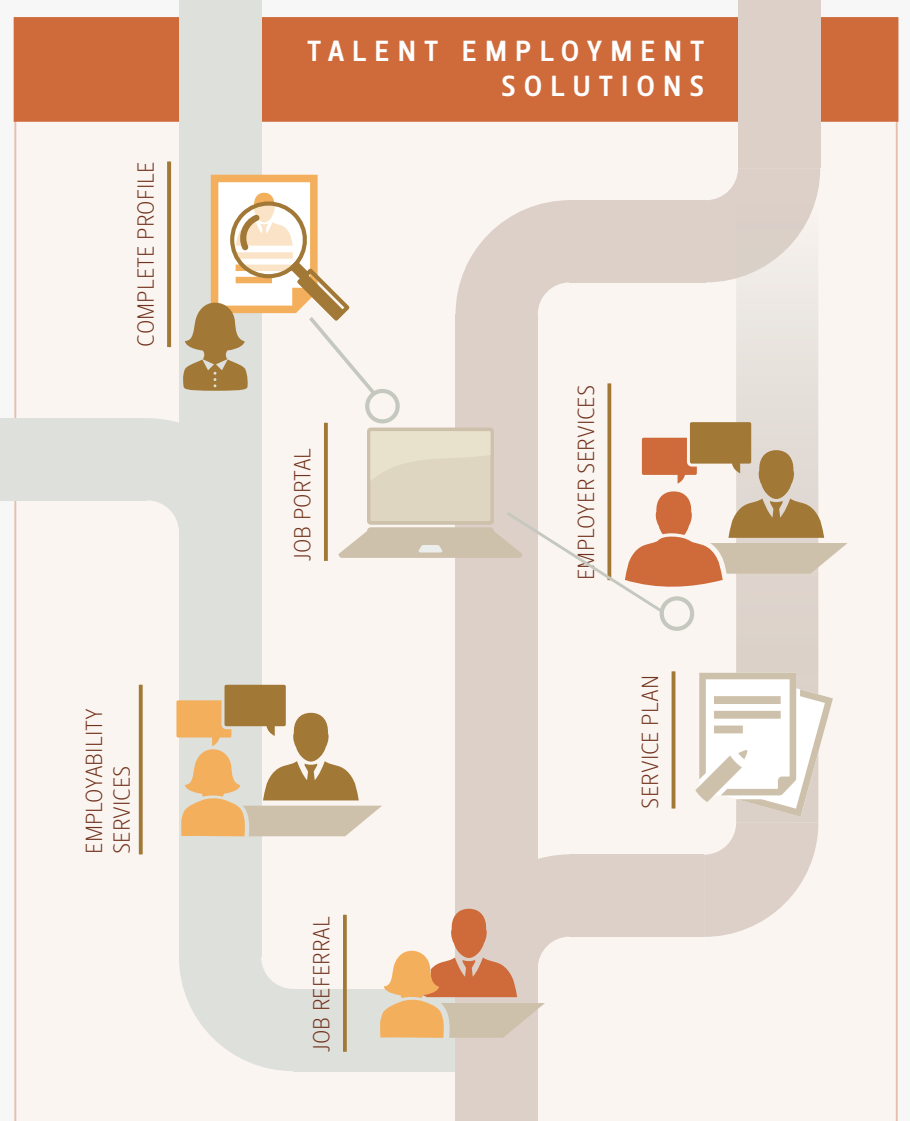 TALENT EMPLOYMENT
SOLUTIONS
COMPLETE PROFILE
JOB PORTAL
EMPLOYER SERVICES
EMPLOYABILITY
SERVICES
SERVICE PLAN
JOB REFERRAL